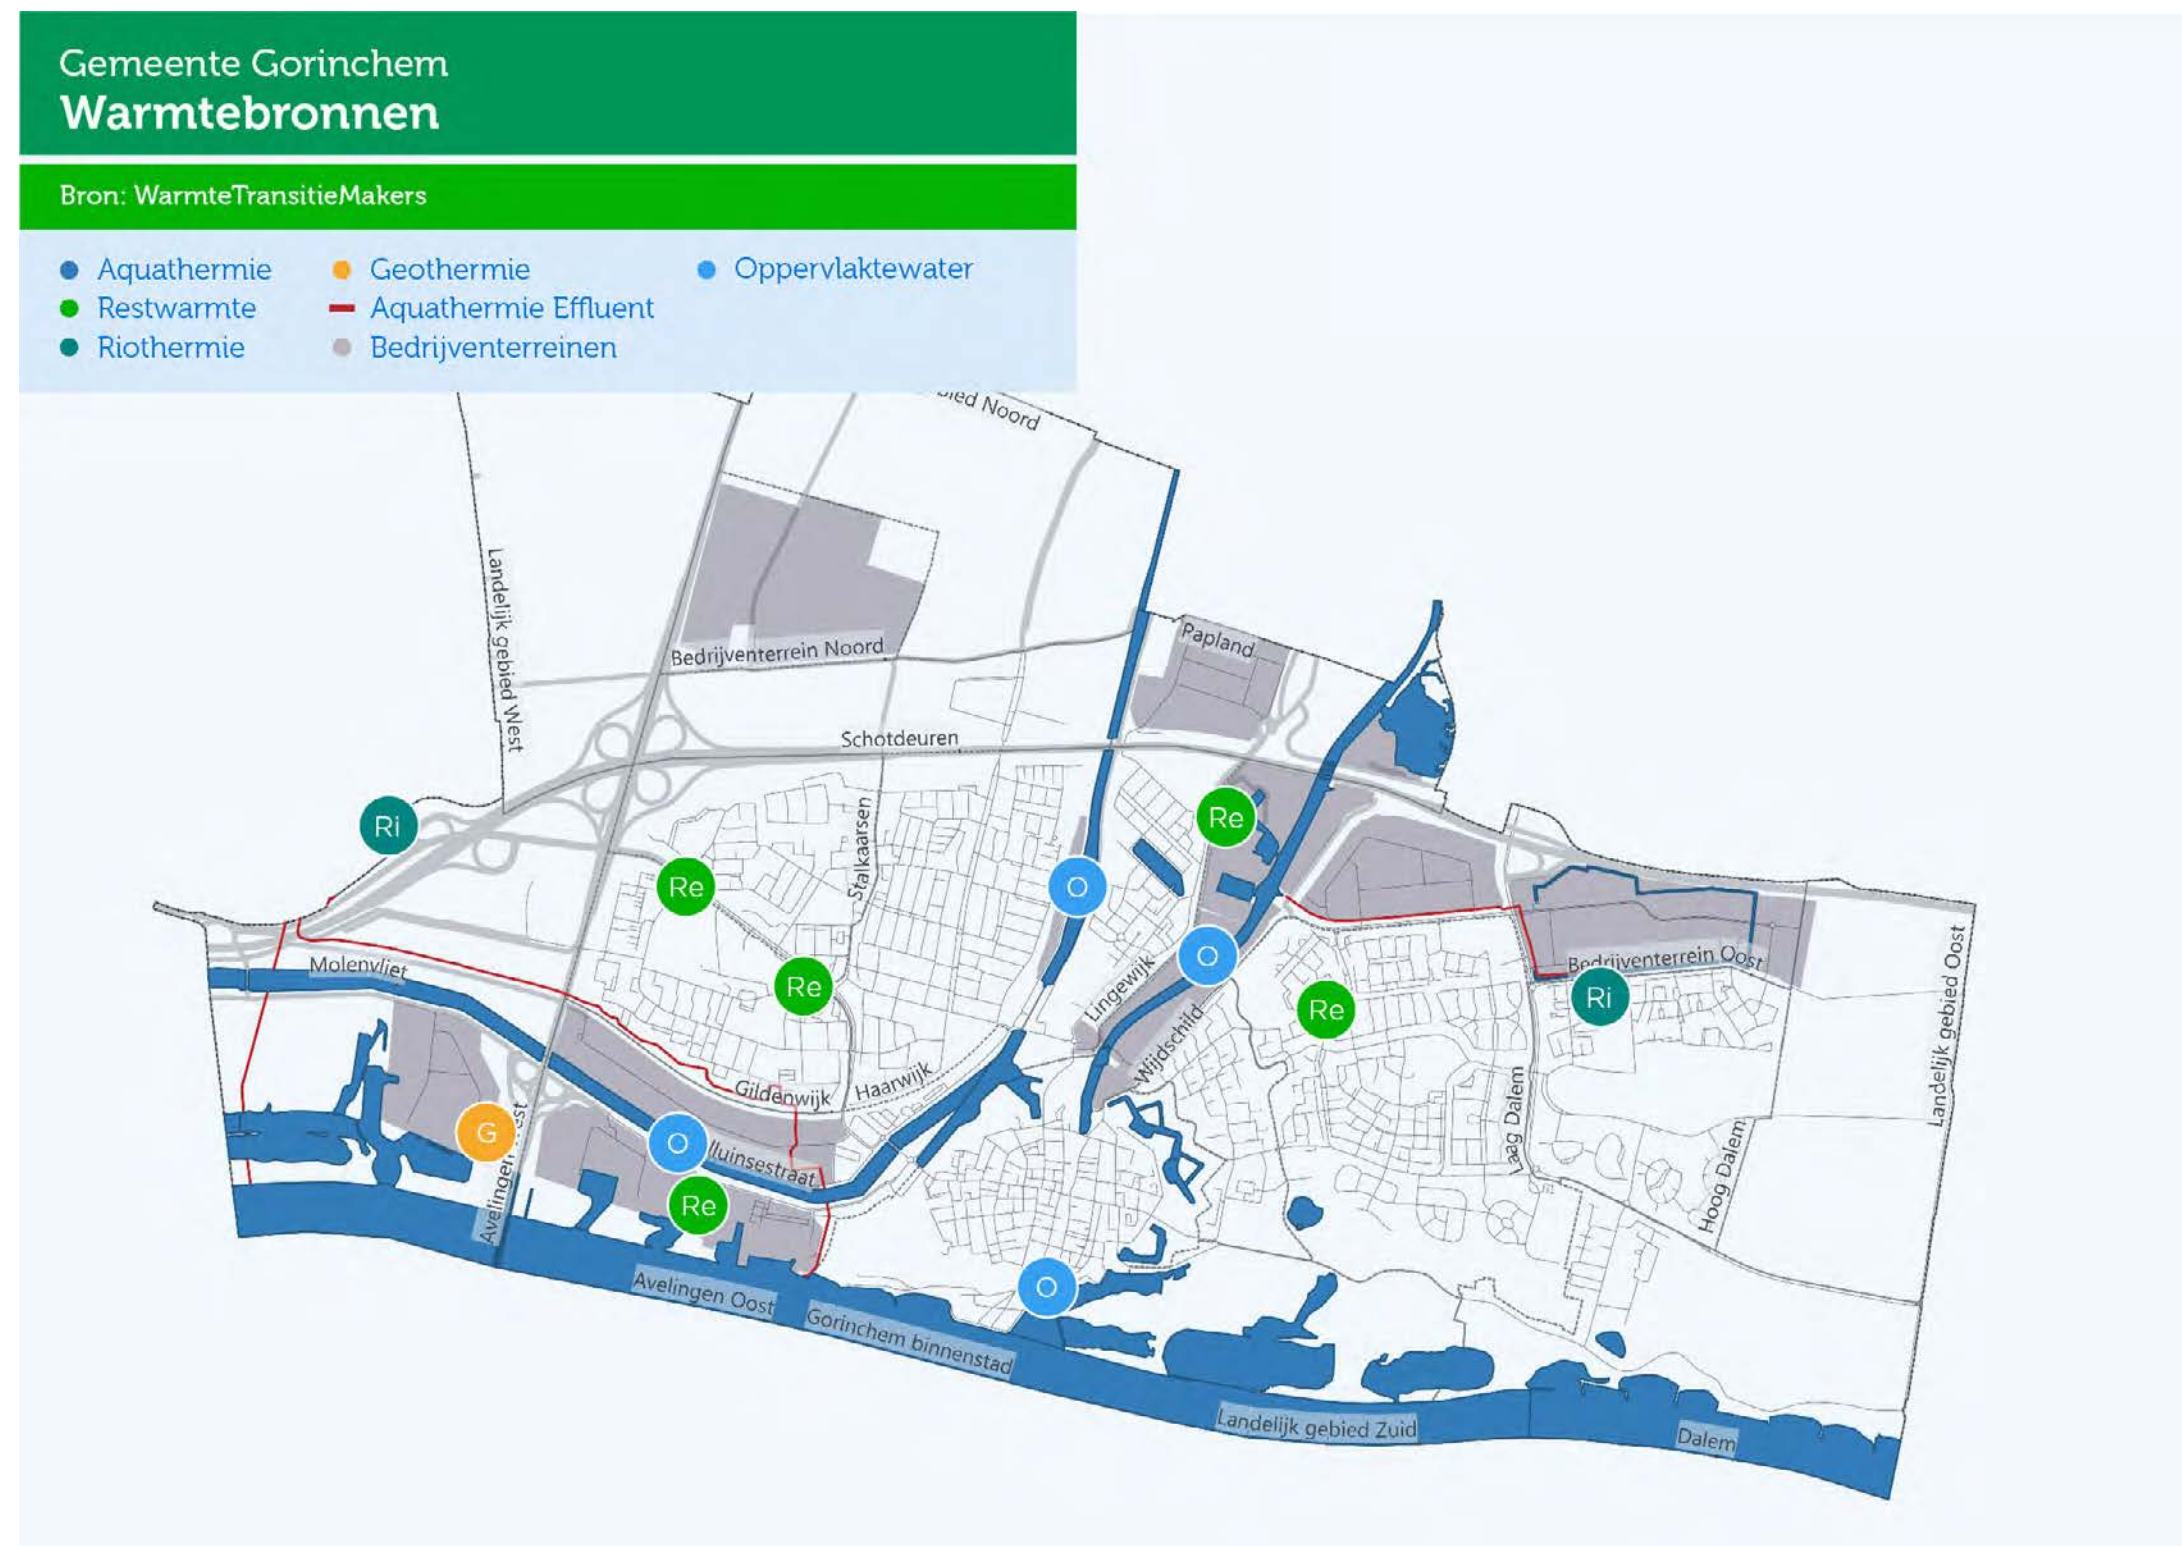 Gemeente Gorinchem
Warmtebronnen
Bron: WarmteTransitieMakers
Aquathermie
Geothermie
Oppervlaktewater
Restwarmte
Aquathermie Effluent
Riothermie
Bedrijventerreinen
Noord
Landelijk gebied West
Bedrijventerrein Noord
Papland
Schotdeuren
Stalkaarsen
Ri
Re
Re
Re
O
O
Re
Ri
Molenvliet
Lingewijk
Wijdschild
Bedrijventerrein Oost
Landelijk gebied Oost
Gildenwijk
Haarwijk
Laag Dalem
Hoog Dalem
G
O
Re
O
Avelingen
Avelingen Oost
Gorinchem binnenstad
Landelijk gebied Zuid
Dalem